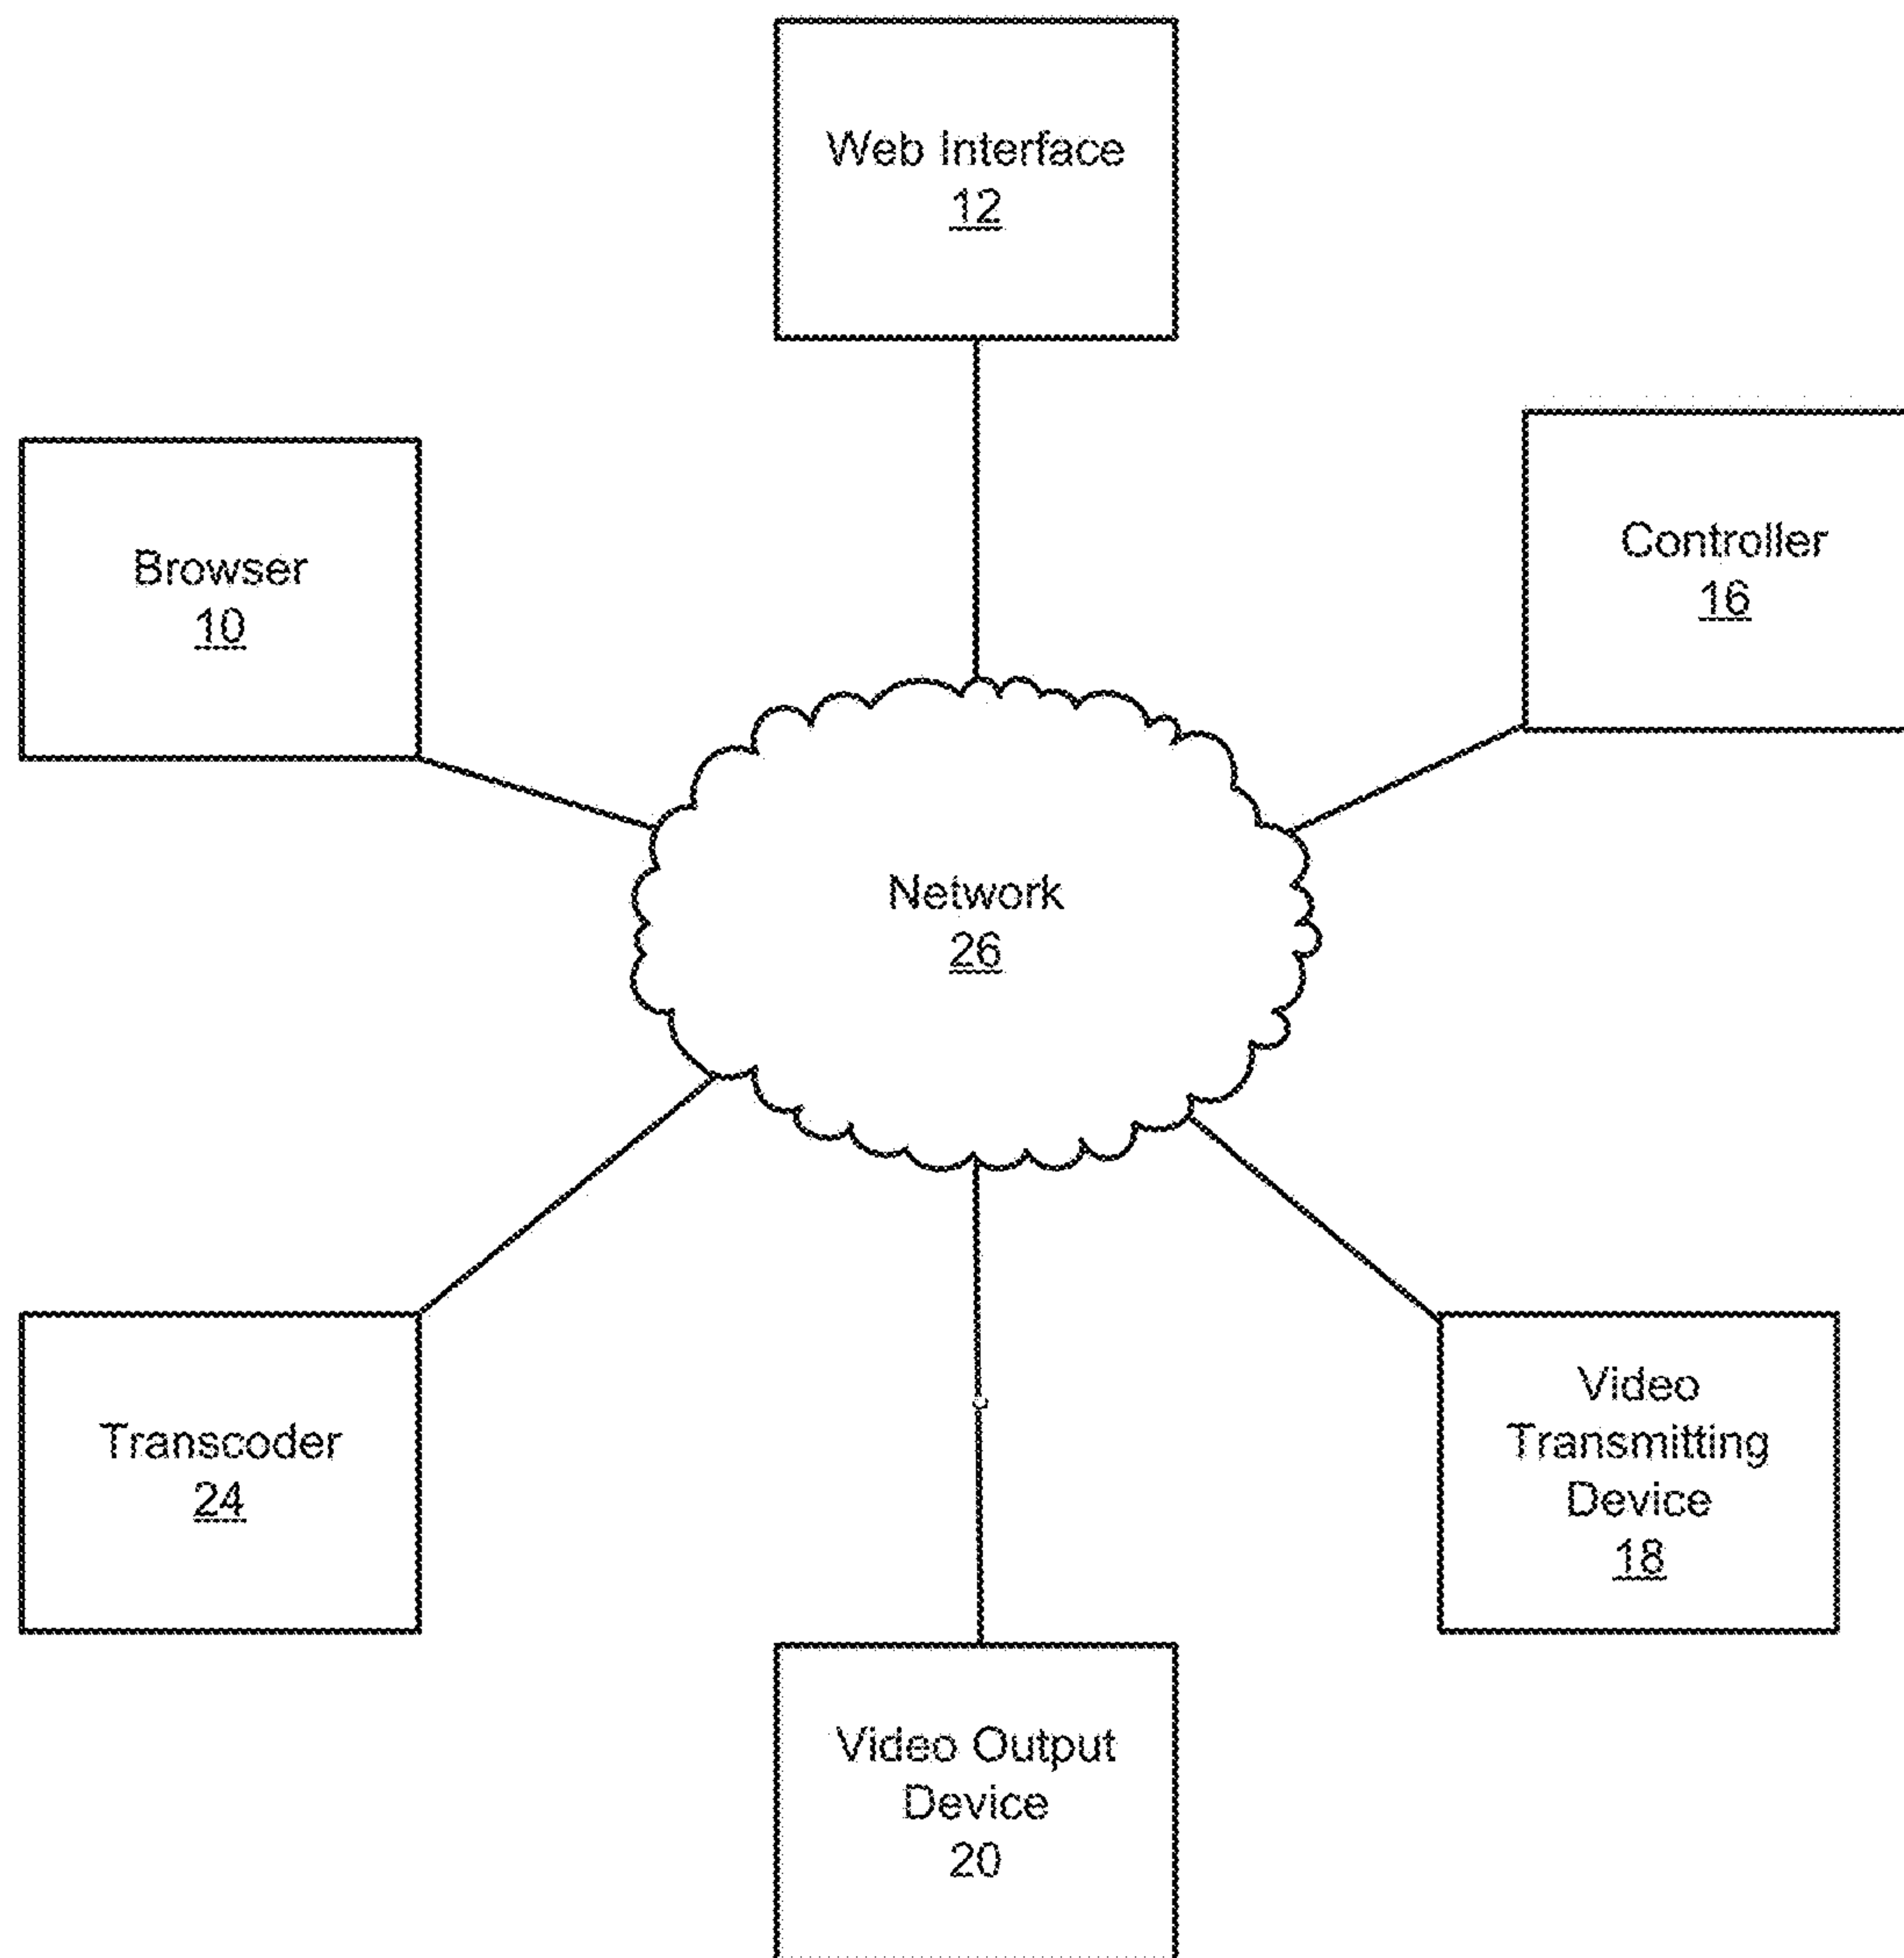 Web Interface
12
Controller
16
Browser
10
Network
26
Transcoder
24
Video
Transmitting
Device
18
Video Output
Device
20